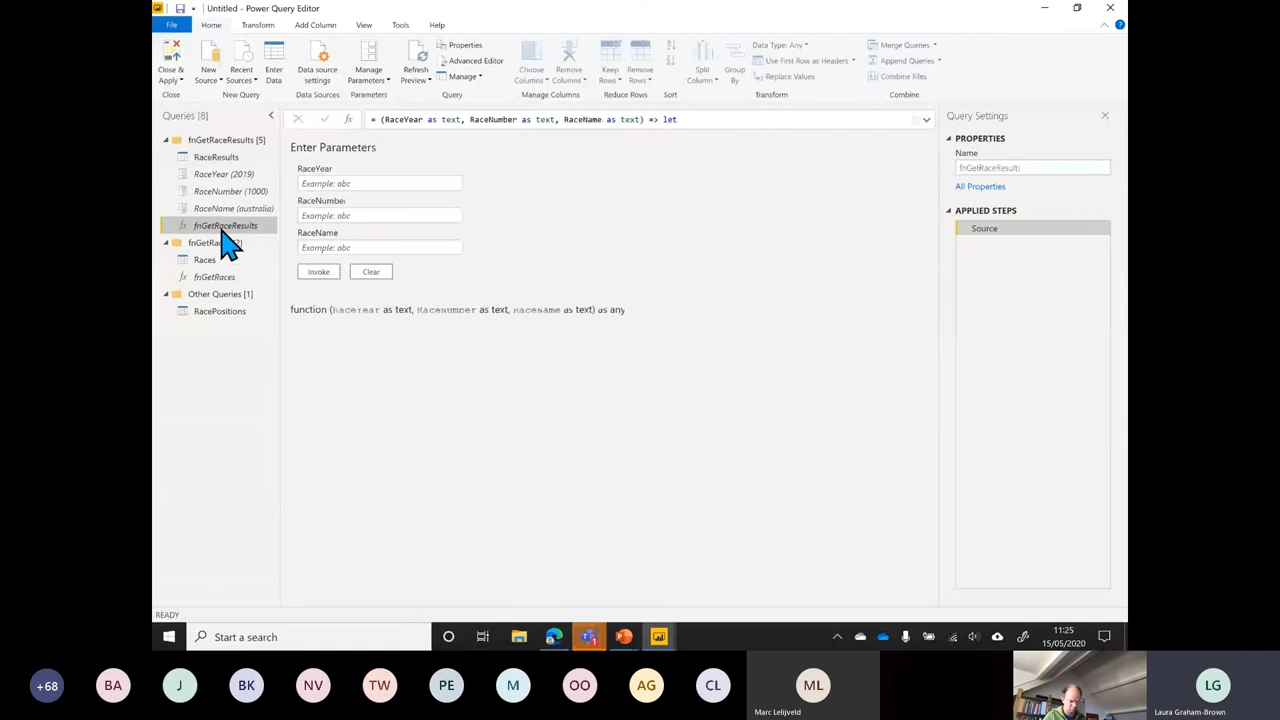 Untitled - Power Query Editor
File Home Transform Add Column View Tools Help
Close & Apply
New Source
Recent Sources
Enter Data
Data source settings
Manage Parameters
Refresh Preview
Properties
Advanced Editor
Manage
Choose Columns
Remove Columns
Keep Rows
Remove Rows
Split Column
Group By
Data Type: Any
Use First Row as Headers
Replace Values
Merge Queries
Append Queries
Combine Files
Close
New Query
Data Sources
Parameters
Query
Manage Columns
Reduce Rows
Sort
Transform
Combine
Queries [8]
fnGetRaceResults [5]
RaceResults
RaceYear (2019)
RaceNumber (1000)
RaceName (australia)
fx fnGetRaceResults
Races
fx fnGetRaces
Other Queries [1]
RacePositions
fx = (RaceYear as text, RaceNumber as text, RaceName as text) => let
Enter Parameters
RaceYear
Example: abc
RaceNumber
Example: abc
RaceName
Example: abc
Invoke Clear
function (RaceYear as text, RaceNumber as text, RaceName as text) as any
Query Settings
PROPERTIES
Name
fnGetRaceResults
All Properties
APPLIED STEPS
Source
READY
Start a search
11:25
15/05/2020
+68 BA J BK NV TW PE M OO AG CL ML LG
Marc Lelijveld
Laura Graham-Brown